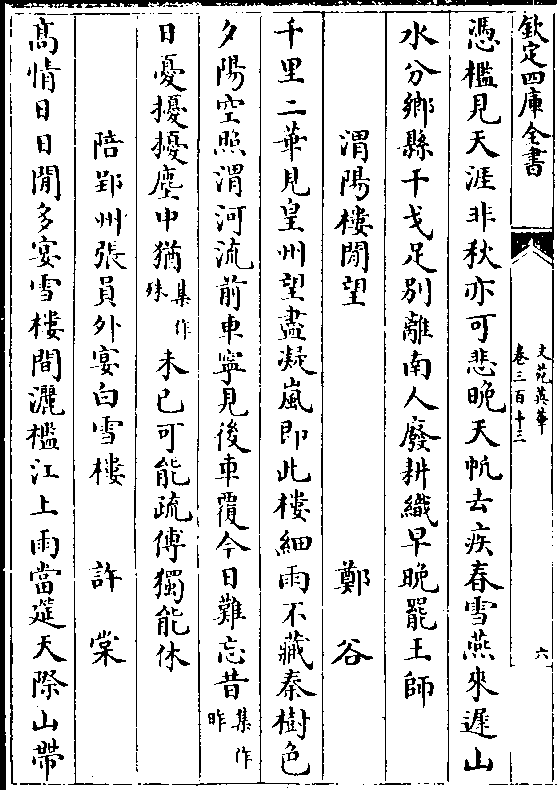 欽定四庫全書
文苑英華
卷三百十三
六
憑檻見天涯非秋亦可悲晚天帆去疾春雪燕來遲山
水分鄉縣干戈足別離南人廢耕織早晚罷王師
渭陽樓閒望 鄭谷
千里二華見皇州望盡凝嵐即此樓細雨不藏秦樹色
夕陽空照渭河流前車寧見後車覆今日難忘昔集作昨
日憂擾擾塵中猶集作殊未已可能疏傅獨能休
陪郢州張員外宴白雪樓 許棠
高情日日閒多宴雪樓間灑檻江上雨當筵天際山帶